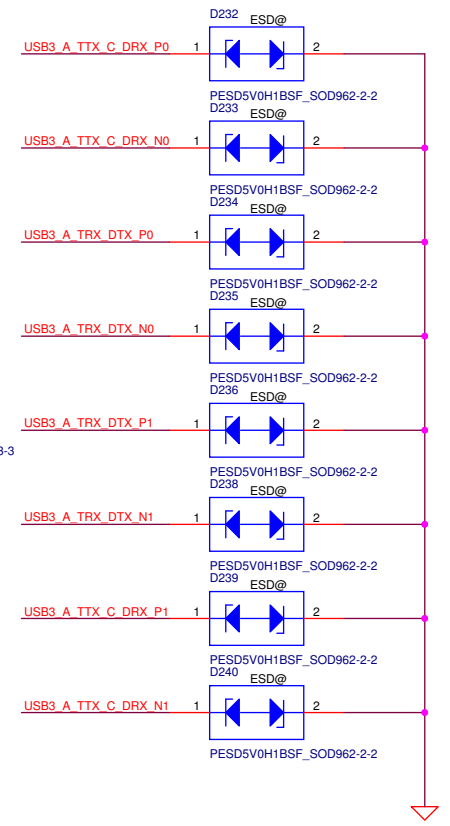 D232 ESD@
USB3_A_TTX_C_DRX_P0 1 2
PESD5V0H1BSF_SOD962-2-2
D233 ESD@
USB3_A_TTX_C_DRX_N0 1 2
PESD5V0H1BSF_SOD962-2-2
D234 ESD@
USB3_A_TRX_DTX_P0 1 2
PESD5V0H1BSF_SOD962-2-2
D235 ESD@
USB3_A_TRX_DTX_N0 1 2
PESD5V0H1BSF_SOD962-2-2
D236 ESD@
USB3_A_TRX_DTX_P1 1 2
3-3
PESD5V0H1BSF_SOD962-2-2
D238 ESD@
USB3_A_TRX_DTX_N1 1 2
PESD5V0H1BSF_SOD962-2-2
D239 ESD@
USB3_A_TTX_C_DRX_P1 1 2
PESD5V0H1BSF_SOD962-2-2
D240 ESD@
USB3_A_TTX_C_DRX_N1 1 2
PESD5V0H1BSF_SOD962-2-2